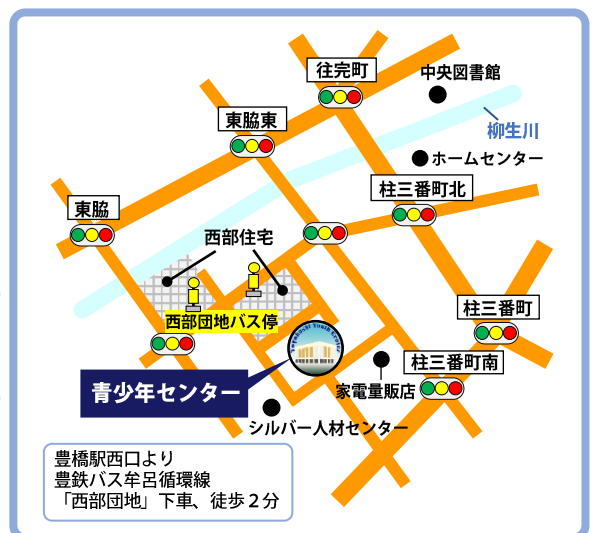 往完町
中央図書館
東脇東
柳生川
ホームセンター
柱三番町北
東脇
西部住宅
柱三番町
西部団地バス停
Toyohashi Youth Center
柱三番町南
青少年センター
家電量販店
シルバー人材センター
豊橋駅西口より
豊鉄バス牟呂循環線
「西部団地」下車、徒歩２分